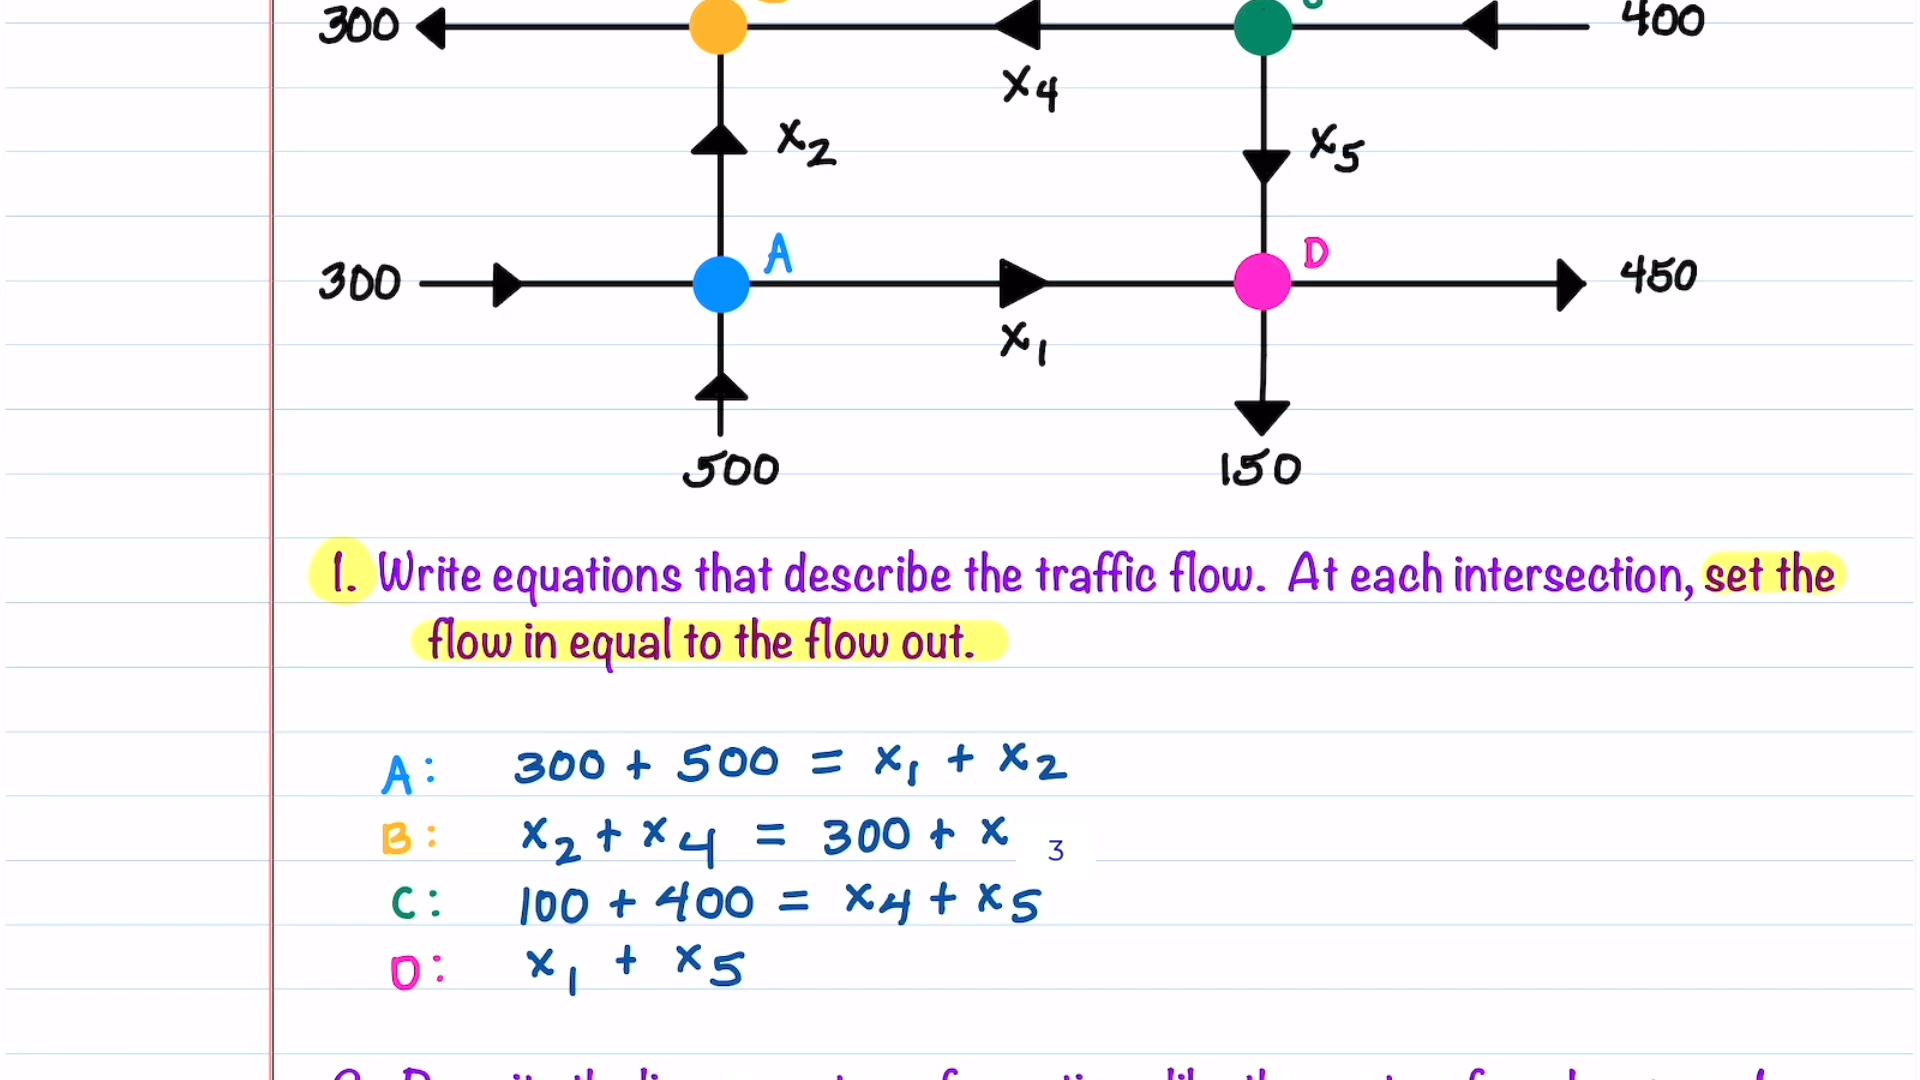 300
400
x4
x2
x5
A
D
300
450
x1
500
150
1. Write equations that describe the traffic flow. At each intersection, set the
flow in equal to the flow out.
A: 300 + 500 = x1 + x2
B: x2 + x4 = 300 + x 3
C: 100 + 400 = x4 + x5
D: x1 + x5